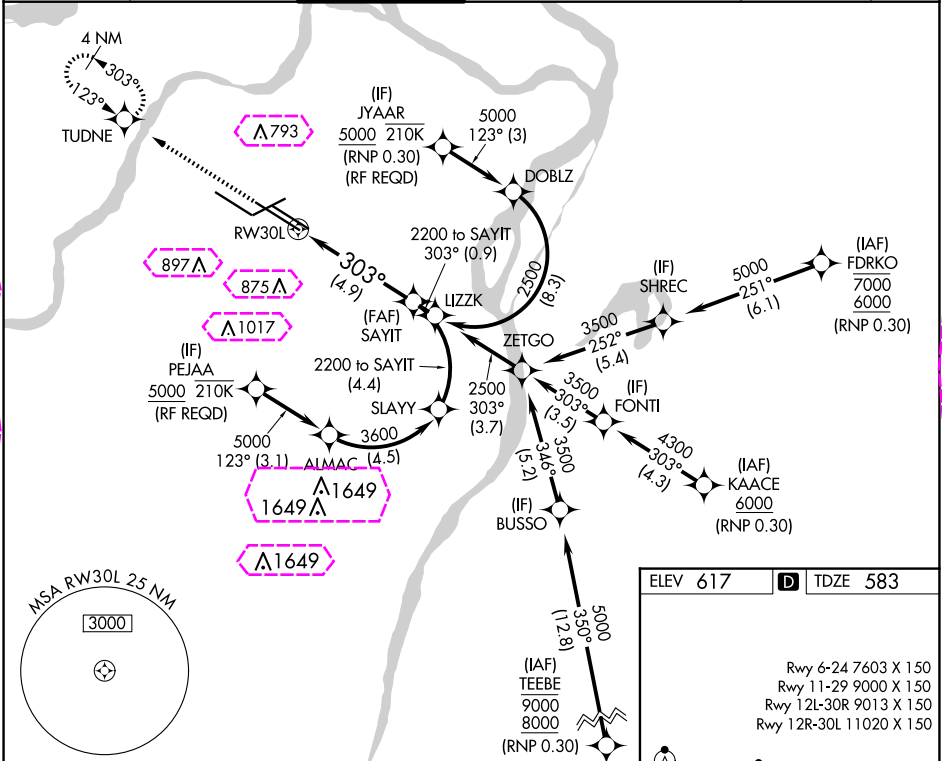 4 NM
303°
123°
TUDNE
793
(IF)
JYAAR
5000 210K
(RNP 0.30)
(RF REQD)
5000
123° (3)
DOBLZ
RW30L
2200 to SAYIT
303° (0.9)
303°
(4.9)
2500
(8.3)
LIZZK
(FAF)
SAYIT
897
875
1017
(IAF)
FDRKO
7000
6000
(RNP 0.30)
5000
251°
(6.1)
(IF)
SHREC
3500
252°
(5.4)
ZETGO
2200 to SAYIT
(4.4)
(IF)
PEJAA
5000 210K
(RF REQD)
SLAYY
2500
303°
(3.7)
3500
303°
(3.5)
(IF)
FONTI
5000
123° (3.1)
ALMAC
3600
(4.5)
4300
303°
(4.3)
(IAF)
KAACE
6000
(RNP 0.30)
3500
346°
(5.2)
(IF)
BUSSO
1649
1649
1649
MSA RW30L 25 NM
3000
5000
350°
(12.8)
(IAF)
TEEBE
9000
8000
(RNP 0.30)
ELEV 617 D TDZE 583
Rwy 6-24 7603 X 150
Rwy 11-29 9000 X 150
Rwy 12L-30R 9013 X 150
Rwy 12R-30L 11020 X 150
A